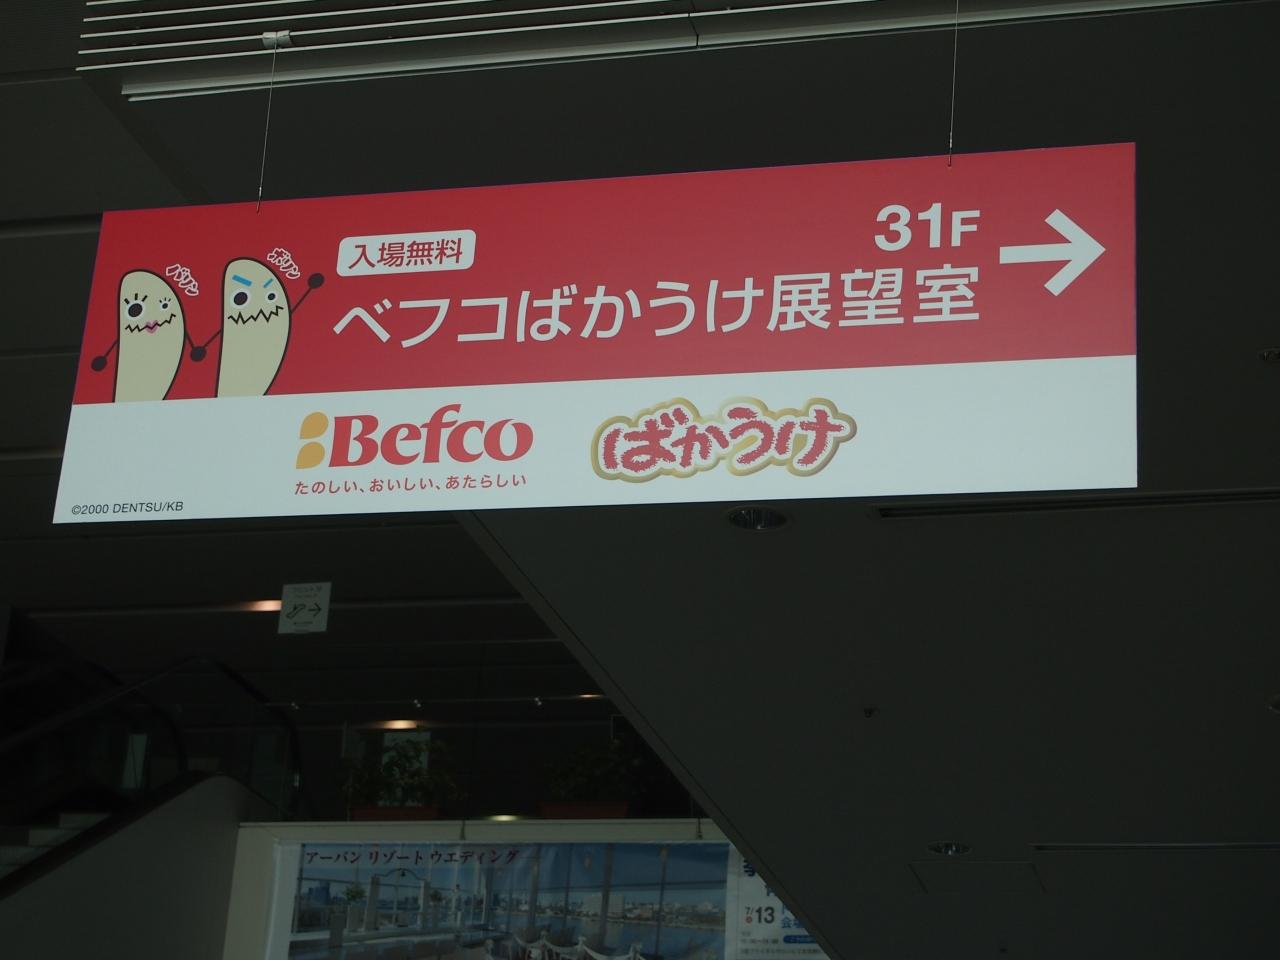 バリン
ボリン
入場無料
31F
ベフコばかうけ展望室
Befco
たのしい、おいしい、あたらしい
ばかうけ
©2000 DENTSU/KB
アーバン リゾート ウエディング
7/13